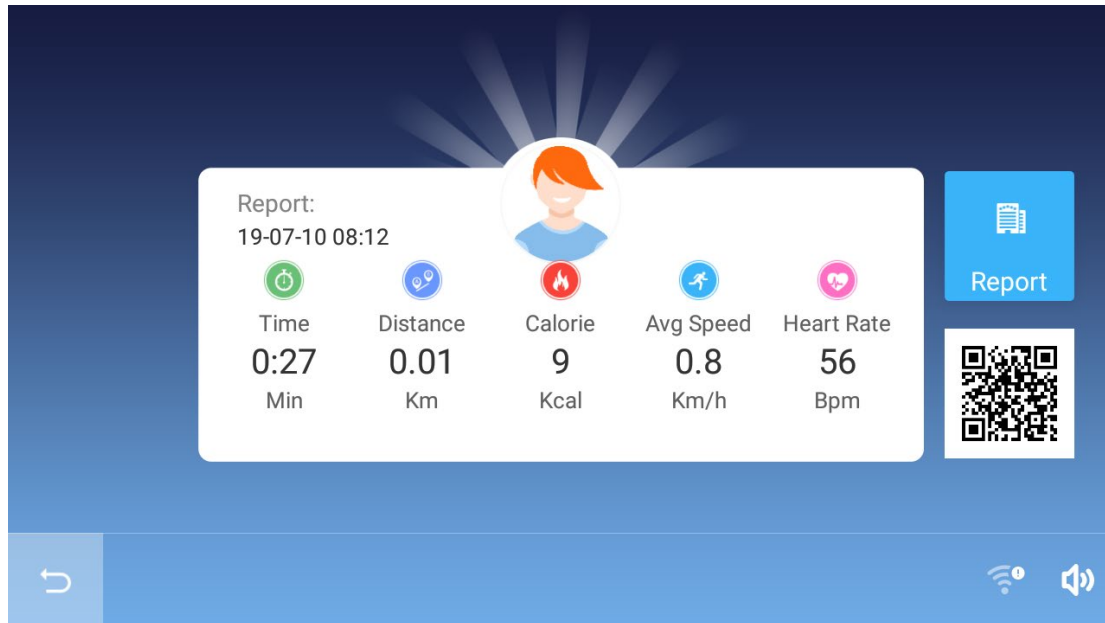 Report:
19-07-10 08:12
Time Distance Calorie Avg Speed Heart Rate
0:27 0.01 9 0.8 56
Min Km Kcal Km/h Bpm
Report